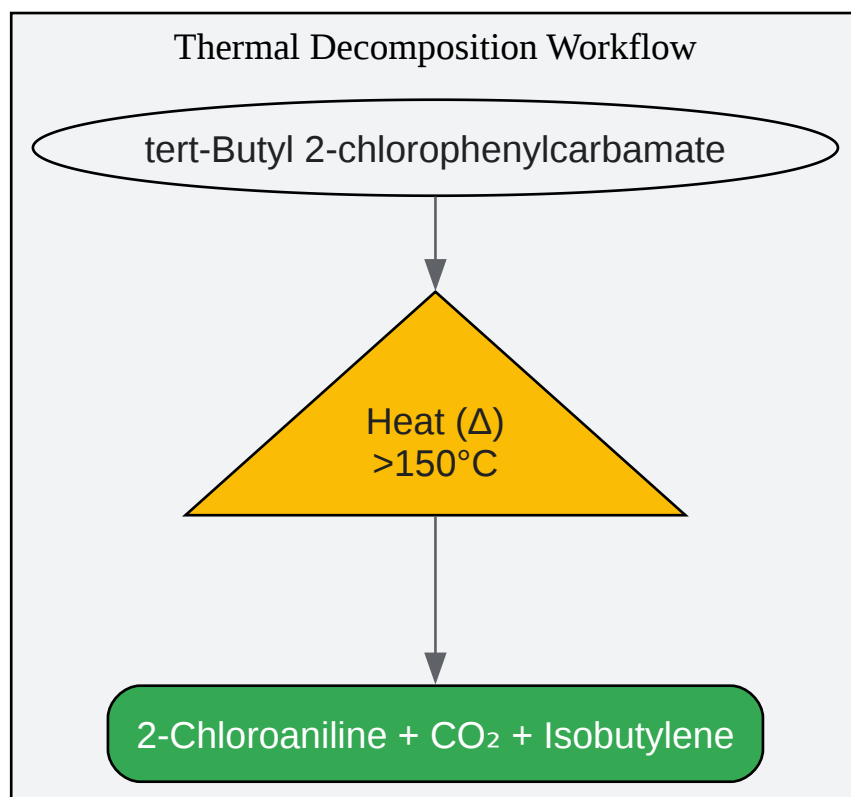 Thermal Decomposition Workflow
tert-Butyl 2-chlorophenylcarbamate
Heat (Δ)
>150°C
2-Chloroaniline + CO₂ + Isobutylene